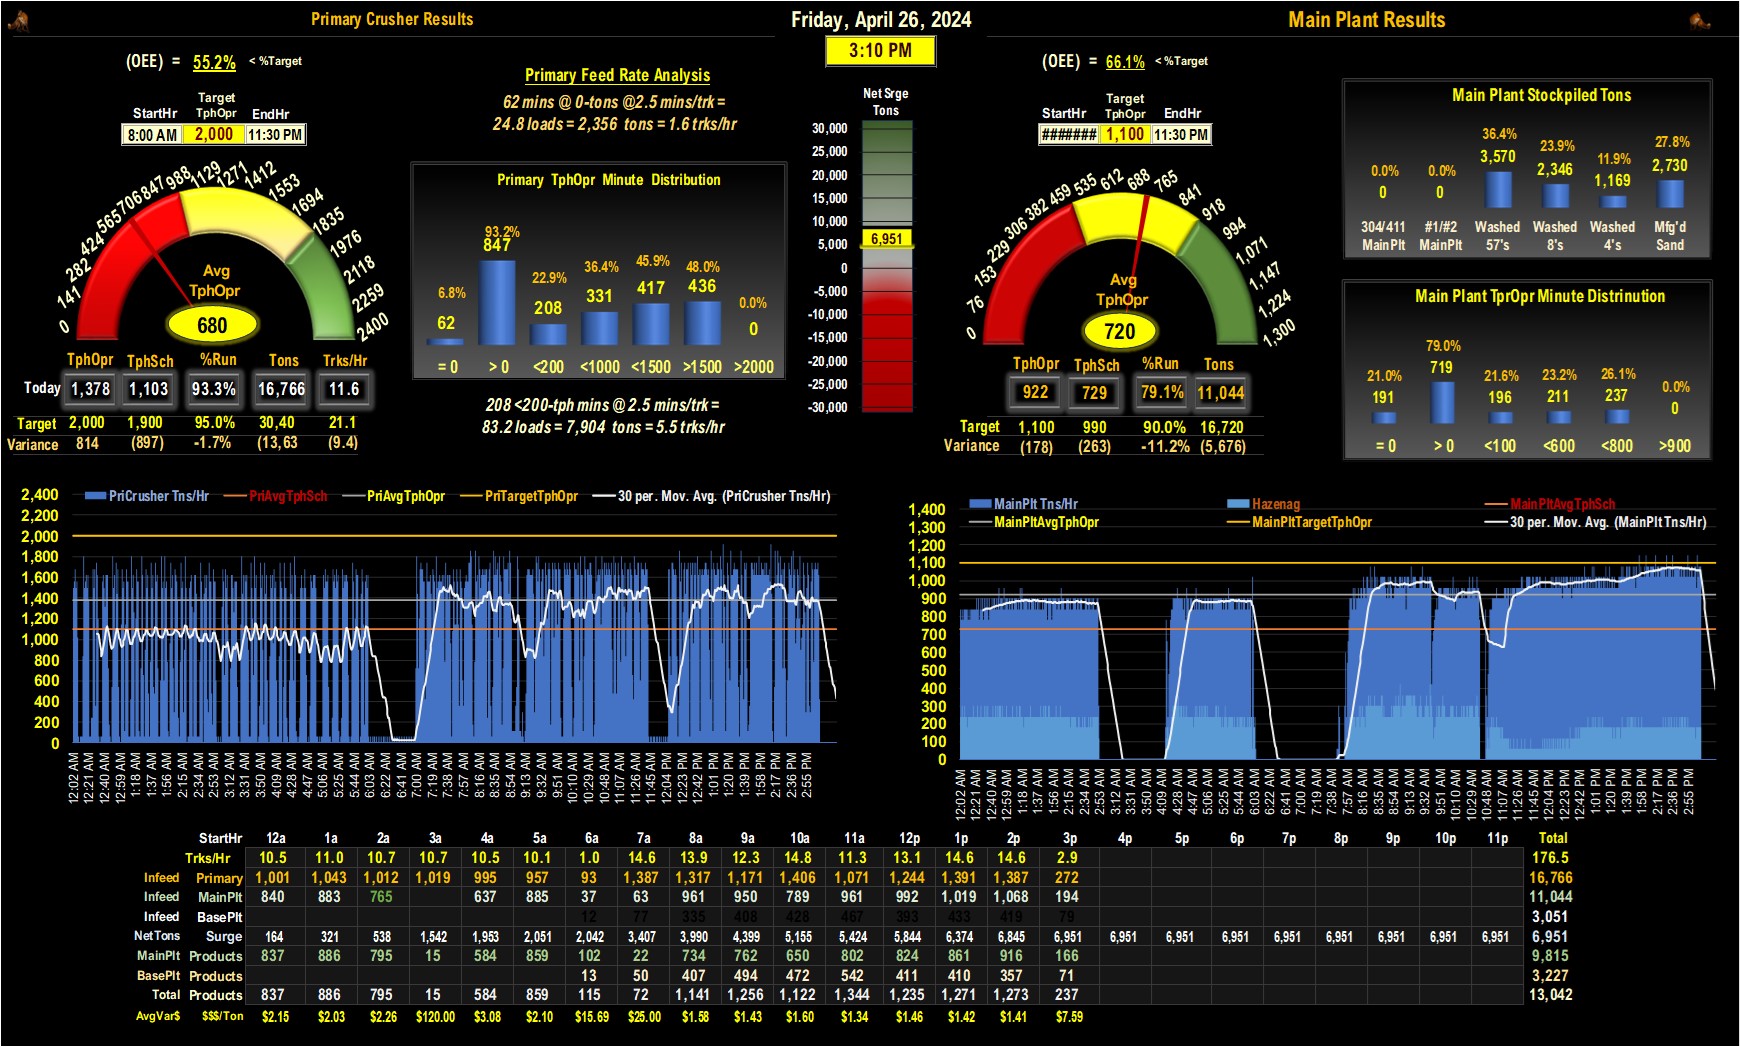 Primary Crusher Results
Friday, April 26, 2024
Main Plant Results
3:10 PM
(OEE) = 55.2% < %Target
StartHr Target TphOpr EndHr
8:00 AM 2,000 11:30 PM
0 141 282 424 565 706 847 988 1129 1271 1412 1553 1694 1835 1976 2118 2259 2400
Avg
TphOpr
680
TphOpr TphSch %Run Tons Trks/Hr
Today 1,378 1,103 93.3% 16,766 11.6
Target 2,000 1,900 95.0% 30,40 21.1
Variance 814 (897) -1.7% (13,63 (9.4)
Primary Feed Rate Analysis
62 mins @ 0-tons @2.5 mins/trk =
24.8 loads = 2,356 tons = 1.6 trks/hr
Primary TphOpr Minute Distribution
6.8% 93.2% 22.9% 36.4% 45.9% 48.0% 0.0%
62 847 208 331 417 436 0
= 0 > 0 <200 <1000 <1500 >1500 >2000
208 <200-tph mins @ 2.5 mins/trk =
83.2 loads = 7,904 tons = 5.5 trks/hr
Net Srge
Tons
30,000
25,000
20,000
15,000
10,000
6,951
5,000
0
-5,000
-10,000
-15,000
-20,000
-25,000
-30,000
(OEE) = 66.1% < %Target
StartHr Target TphOpr EndHr
####### 1,100 11:30 PM
0 76 153 229 306 382 459 535 612 688 765 841 918 994 1,071 1,147 1,224 1,300
Avg
TphOpr
720
TphOpr TphSch %Run Tons
922 729 79.1% 11,044
Target 1,100 990 90.0% 16,720
Variance (178) (263) -11.2% (5,676)
Main Plant Stockpiled Tons
0.0% 0.0% 36.4% 23.9% 11.9% 27.8%
0 0 3,570 2,346 1,169 2,730
304/411 #1/#2 Washed Washed Washed Mfg'd
MainPlt MainPlt 57's 8's 4's Sand
Main Plant TprOpr Minute Distrinution
21.0% 79.0% 21.6% 23.2% 26.1% 0.0%
191 719 196 211 237 0
= 0 > 0 <100 <600 <800 >900
PriCrusher Tns/Hr PriAvgTphSch PriAvgTphOpr PriTargetTphOpr 30 per. Mov. Avg. (PriCrusher Tns/Hr)
2,400
2,200
2,000
1,800
1,600
1,400
1,200
1,000
800
600
400
200
0
12:02 AM 12:21 AM 12:40 AM 12:59 AM 1:18 AM 1:37 AM 1:56 AM 2:15 AM 2:34 AM 2:53 AM 3:12 AM 3:31 AM 3:50 AM 4:09 AM 4:28 AM 4:47 AM 5:06 AM 5:25 AM 5:44 AM 6:03 AM 6:22 AM 6:41 AM 7:00 AM 7:19 AM 7:38 AM 7:57 AM 8:16 AM 8:35 AM 8:54 AM 9:13 AM 9:32 AM 9:51 AM 10:10 AM 10:29 AM 10:48 AM 11:07 AM 11:26 AM 11:45 AM 12:04 PM 12:23 PM 12:42 PM 1:01 PM 1:20 PM 1:39 PM 1:58 PM 2:17 PM 2:36 PM 2:55 PM
MainPlt Tns/Hr Hazenag MainPltAvgTphSch
MainPltAvgTphOpr MainPltTargetTphOpr 30 per. Mov. Avg. (MainPlt Tns/Hr)
1,400
1,300
1,200
1,100
1,000
900
800
700
600
500
400
300
200
100
0
12:02 AM 12:21 AM 12:40 AM 12:59 AM 1:18 AM 1:37 AM 1:56 AM 2:15 AM 2:34 AM 2:53 AM 3:12 AM 3:31 AM 3:50 AM 4:09 AM 4:28 AM 4:47 AM 5:06 AM 5:25 AM 5:44 AM 6:03 AM 6:22 AM 6:41 AM 7:00 AM 7:19 AM 7:38 AM 7:57 AM 8:16 AM 8:35 AM 8:54 AM 9:13 AM 9:32 AM 9:51 AM 10:10 AM 10:29 AM 10:48 AM 11:07 AM 11:26 AM 11:45 AM 12:04 PM 12:23 PM 12:42 PM 1:01 PM 1:20 PM 1:39 PM 1:58 PM 2:17 PM 2:36 PM 2:55 PM
StartHr 12a 1a 2a 3a 4a 5a 6a 7a 8a 9a 10a 11a 12p 1p 2p 3p 4p 5p 6p 7p 8p 9p 10p 11p Total
Trks/Hr 10.5 11.0 10.7 10.7 10.5 10.1 1.0 14.6 13.9 12.3 14.8 11.3 13.1 14.6 14.6 2.9 176.5
Infeed Primary 1,001 1,043 1,012 1,019 995 957 93 1,387 1,317 1,171 1,406 1,071 1,244 1,391 1,387 272 16,766
Infeed MainPlt 840 883 765 637 885 37 63 961 950 789 961 992 1,019 1,068 194 11,044
Infeed BasePlt 12 77 335 408 428 467 393 433 419 79 3,051
NetTons Surge 164 321 538 1,542 1,953 2,051 2,042 3,407 3,990 4,399 5,155 5,424 5,844 6,374 6,845 6,951 6,951 6,951 6,951 6,951 6,951 6,951 6,951 6,951 6,951
MainPlt Products 837 886 795 15 584 859 102 22 734 762 650 802 824 861 916 166 9,815
BasePlt Products 13 50 407 494 472 542 411 410 357 71 3,227
Total Products 837 886 795 15 584 859 115 72 1,141 1,256 1,122 1,344 1,235 1,271 1,273 237 13,042
AvgVar$ $$$/Ton $2.15 $2.03 $2.26 $120.00 $3.08 $2.10 $15.69 $25.00 $1.58 $1.43 $1.60 $1.34 $1.46 $1.42 $1.41 $7.59